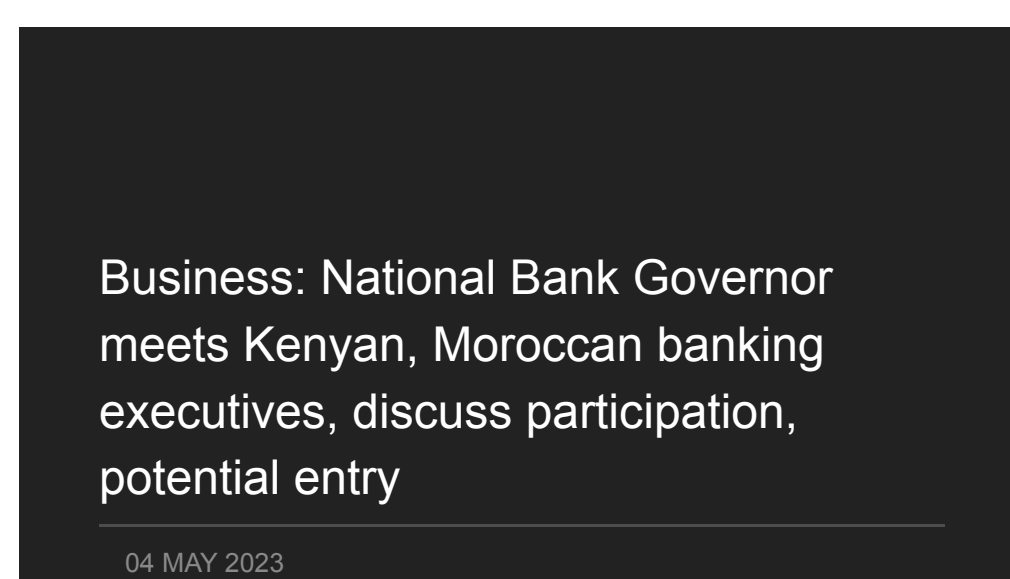 Business: National Bank Governor
meets Kenyan, Moroccan banking
executives, discuss participation,
potential entry
04 MAY 2023